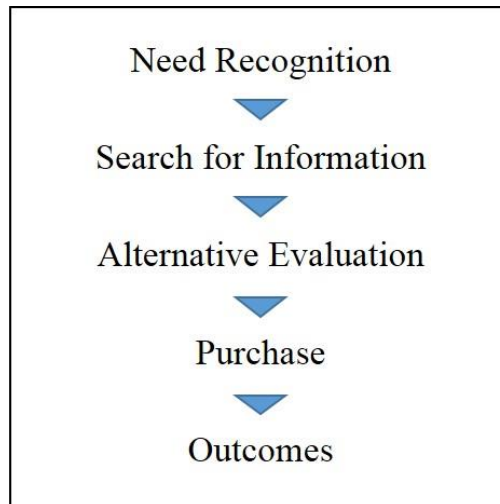 Need Recognition
Search for Information
Alternative Evaluation
Purchase
Outcomes